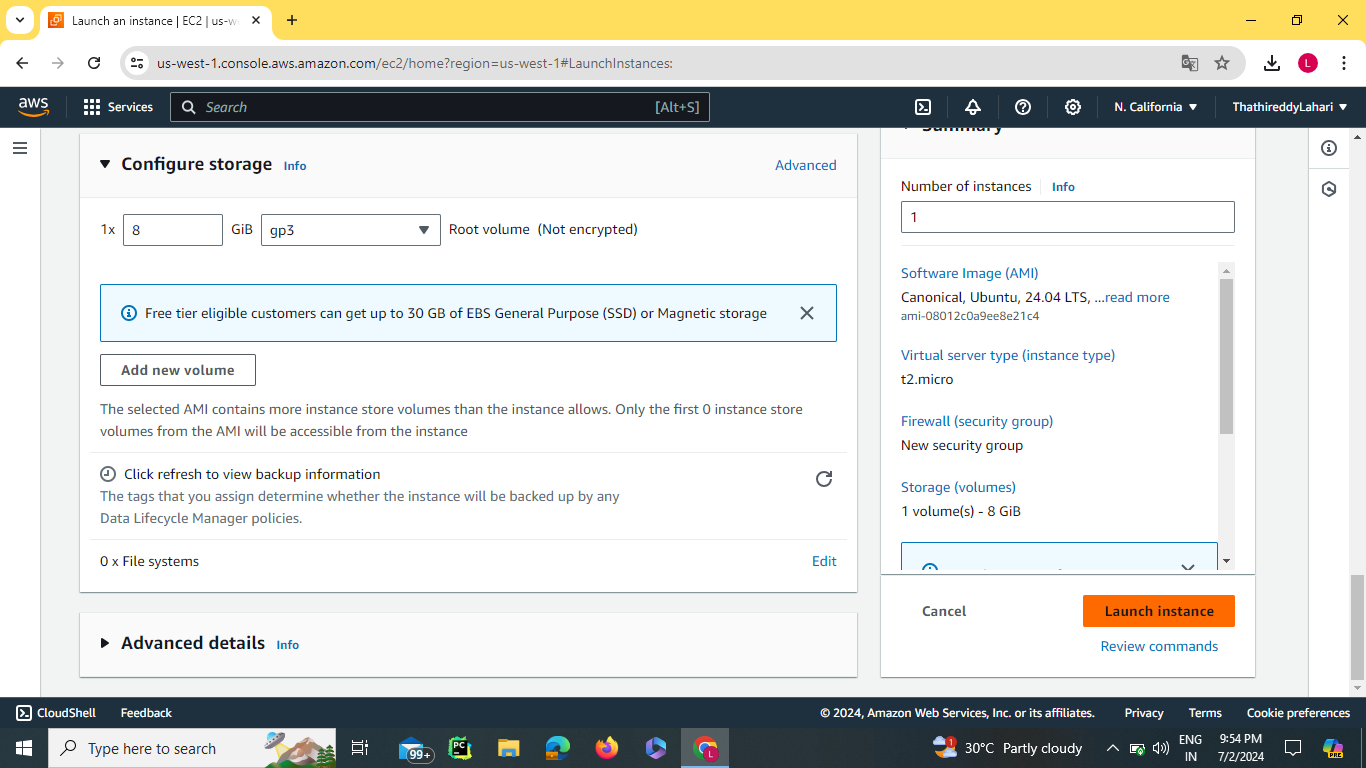 Launch an instance | EC2 | us-we
us-west-1.console.aws.amazon.com/ec2/home?region=us-west-1#LaunchInstances:
L
aws
Services
Search
[Alt+S]
N. California
ThathireddyLahari
Configure storage
Info
Advanced
1x
8
GiB
gp3
Root volume (Not encrypted)
Free tier eligible customers can get up to 30 GB of EBS General Purpose (SSD) or Magnetic storage
Add new volume
The selected AMI contains more instance store volumes than the instance allows. Only the first 0 instance store
volumes from the AMI will be accessible from the instance
Click refresh to view backup information
The tags that you assign determine whether the instance will be backed up by any
Data Lifecycle Manager policies.
0 x File systems
Edit
Advanced details
Info
Summary
Number of instances
Info
1
Software Image (AMI)
Canonical, Ubuntu, 24.04 LTS, ...read more
ami-08012c0a9ee8e21c4
Virtual server type (instance type)
t2.micro
Firewall (security group)
New security group
Storage (volumes)
1 volume(s) - 8 GiB
Cancel
Launch instance
Review commands
CloudShell
Feedback
© 2024, Amazon Web Services, Inc. or its affiliates.
Privacy
Terms
Cookie preferences
Type here to search
99+
PC
L
30°C Partly cloudy
ENG
IN
9:54 PM
7/2/2024
PRE